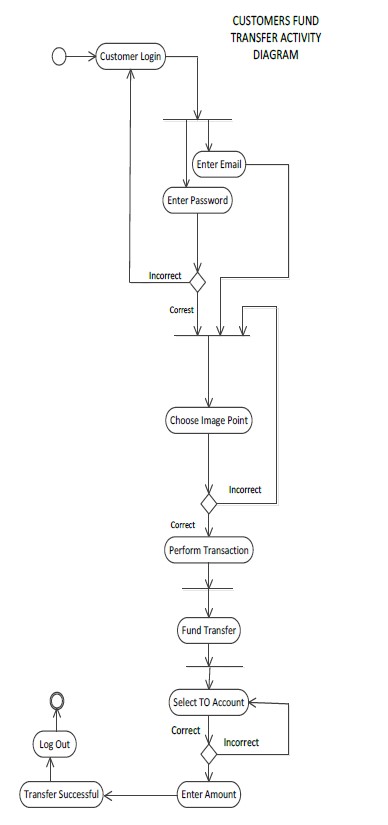 CUSTOMERS FUND
TRANSFER ACTIVITY
DIAGRAM
Customer Login
Enter Email
Enter Password
Incorrect
Correst
Choose Image Point
Incorrect
Correct
Perform Transaction
Fund Transfer
Select TO Account
Correct
Incorrect
Log Out
Transfer Successful
Enter Amount